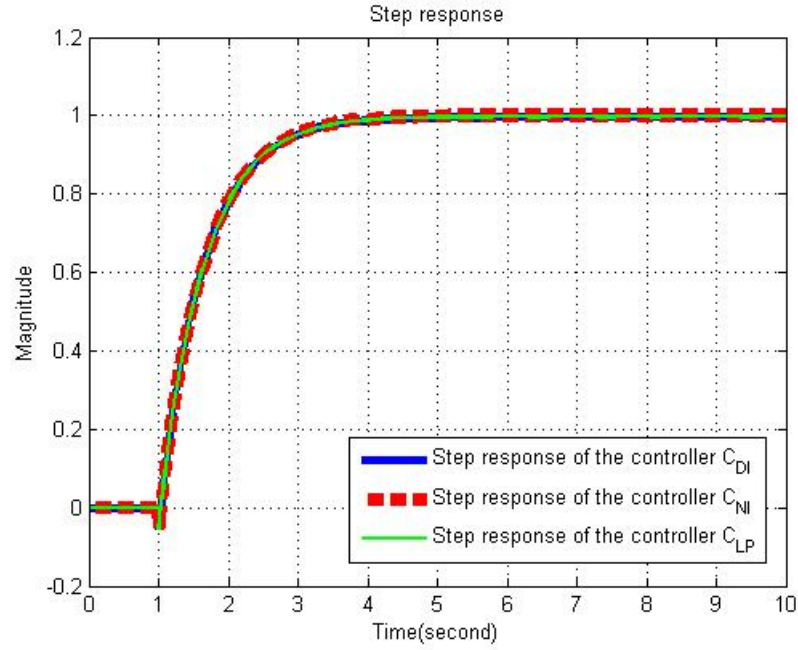 Step response
1.2
1
0.8
0.6
0.4
0.2
0
-0.2
Magnitude
Step response of the controller C_DI
Step response of the controller C_NI
Step response of the controller C_LP
0 1 2 3 4 5 6 7 8 9 10
Time(second)